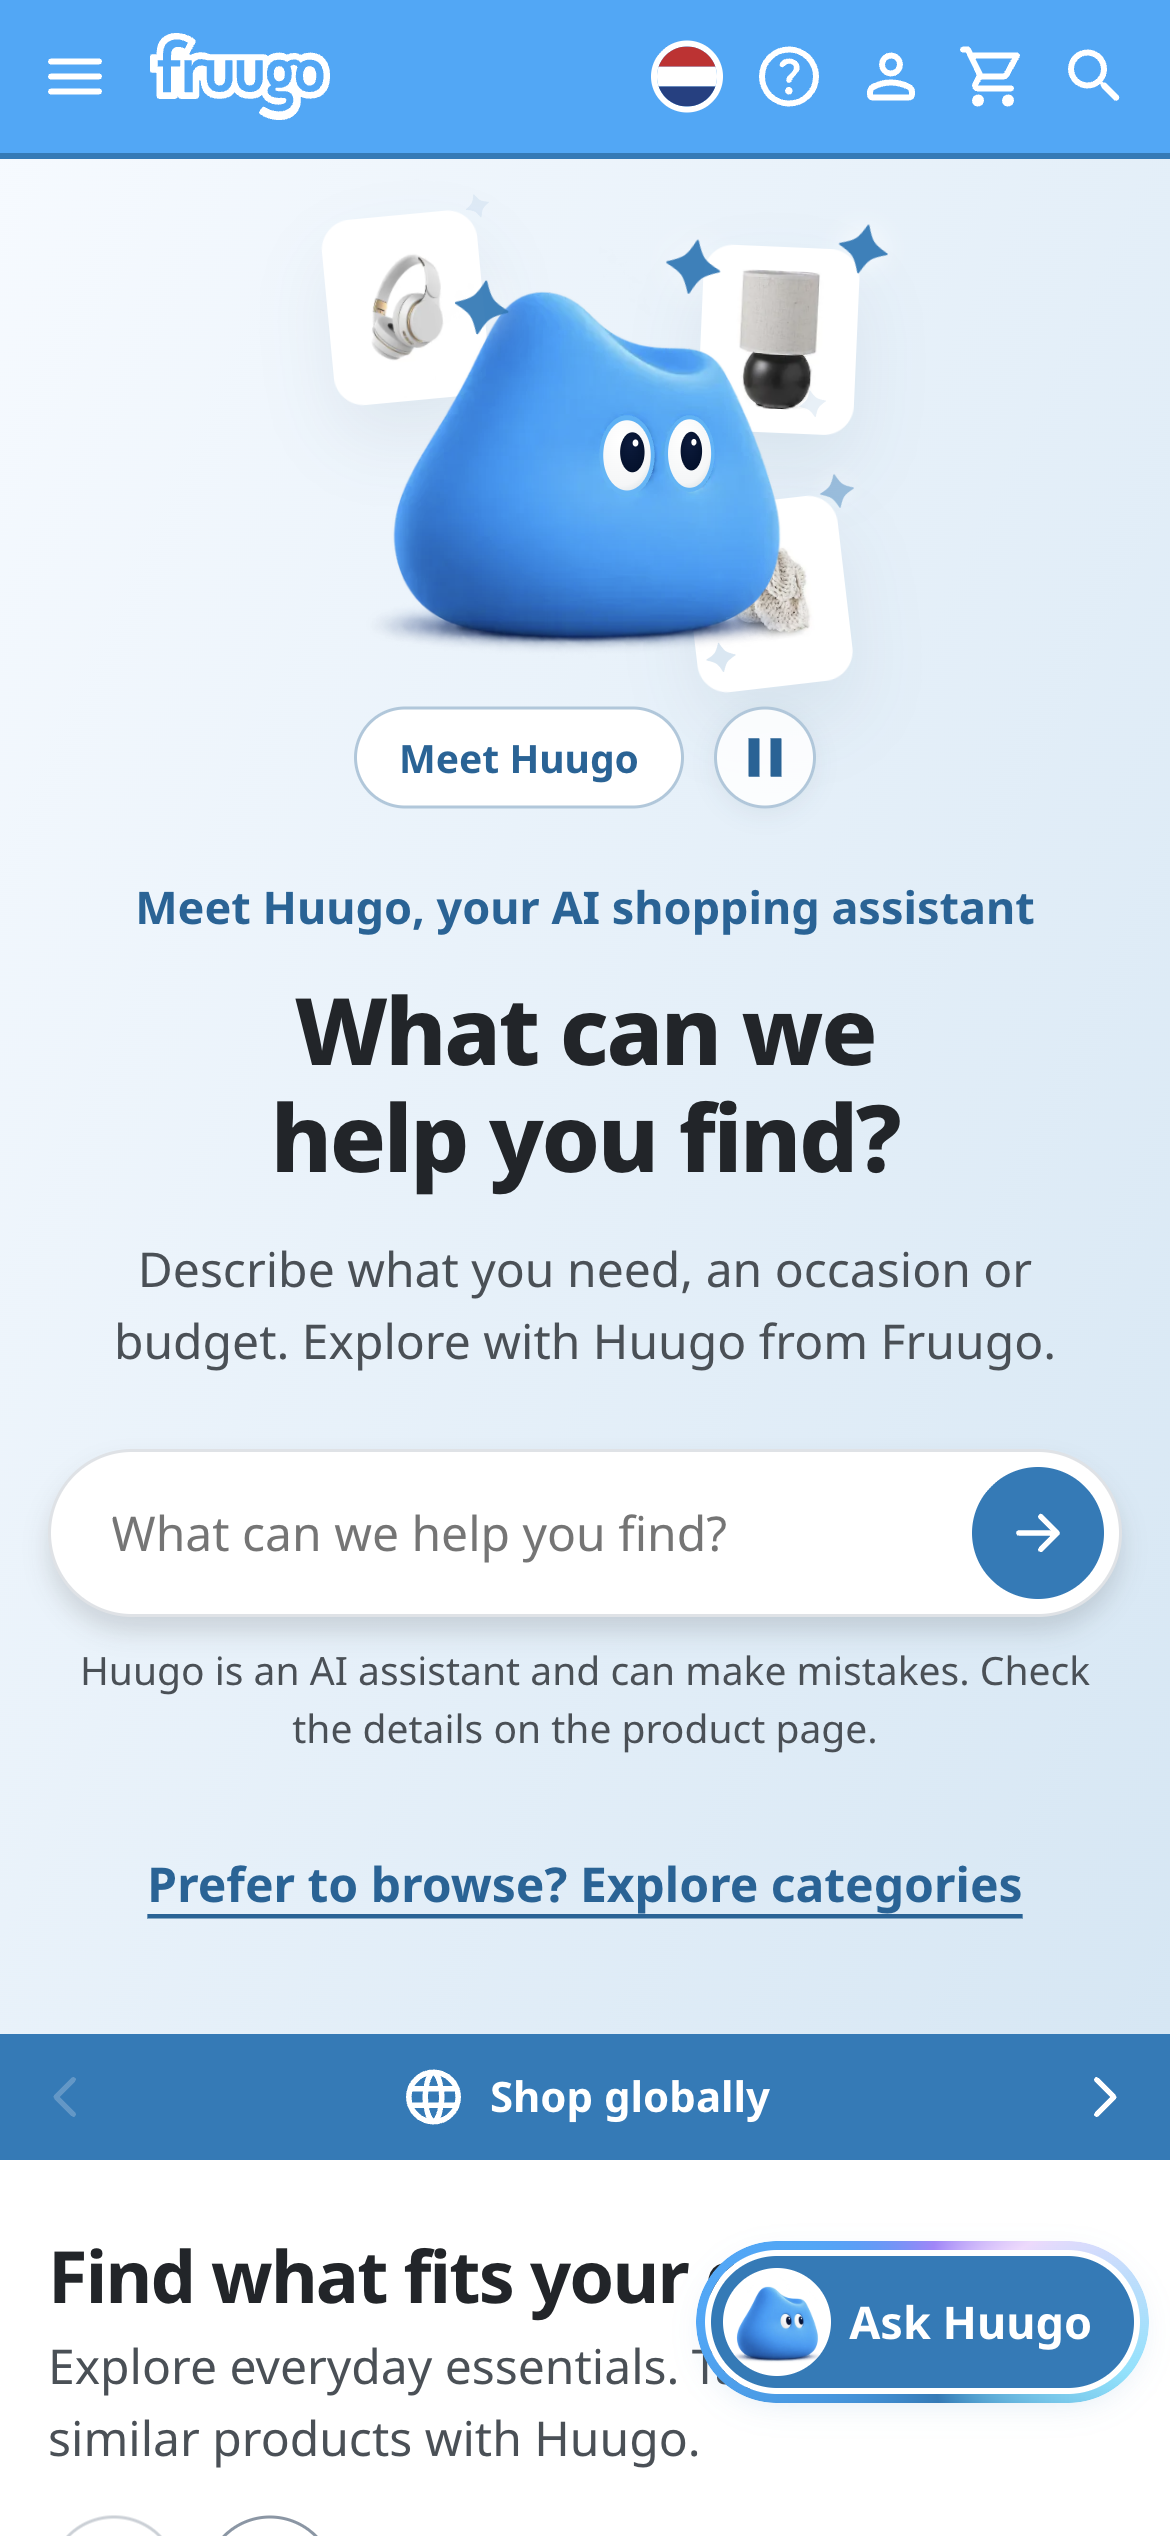 fruugo
Meet Huugo
Meet Huugo, your AI shopping assistant
What can we
help you find?
Describe what you need, an occasion or
budget. Explore with Huugo from Fruugo.
What can we help you find?
Huugo is an AI assistant and can make mistakes. Check
the details on the product page.
Prefer to browse? Explore categories
Shop globally
Find what fits your
Ask Huugo
Explore everyday essentials.
similar products with Huugo.